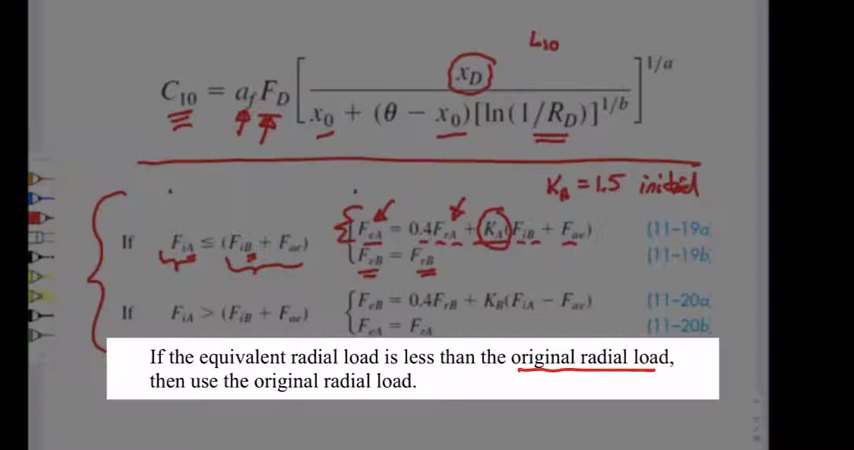 L10
C10 = af FD [ xD / (x0 + (θ − x0)[ln(1/RD)]^1/b) ]^1/a
KA = 1.5 initial
If FiA ≤ (FiB + Fae) { FeA = 0.4FrA + KA(FiB + Fae) (11–19a)
FeB = FrB (11–19b)
If FiA > (FiB + Fae) { FeB = 0.4FrB + KB(FiA − Fae) (11–20a)
FeA = FrA (11–20b)
If the equivalent radial load is less than the original radial load,
then use the original radial load.